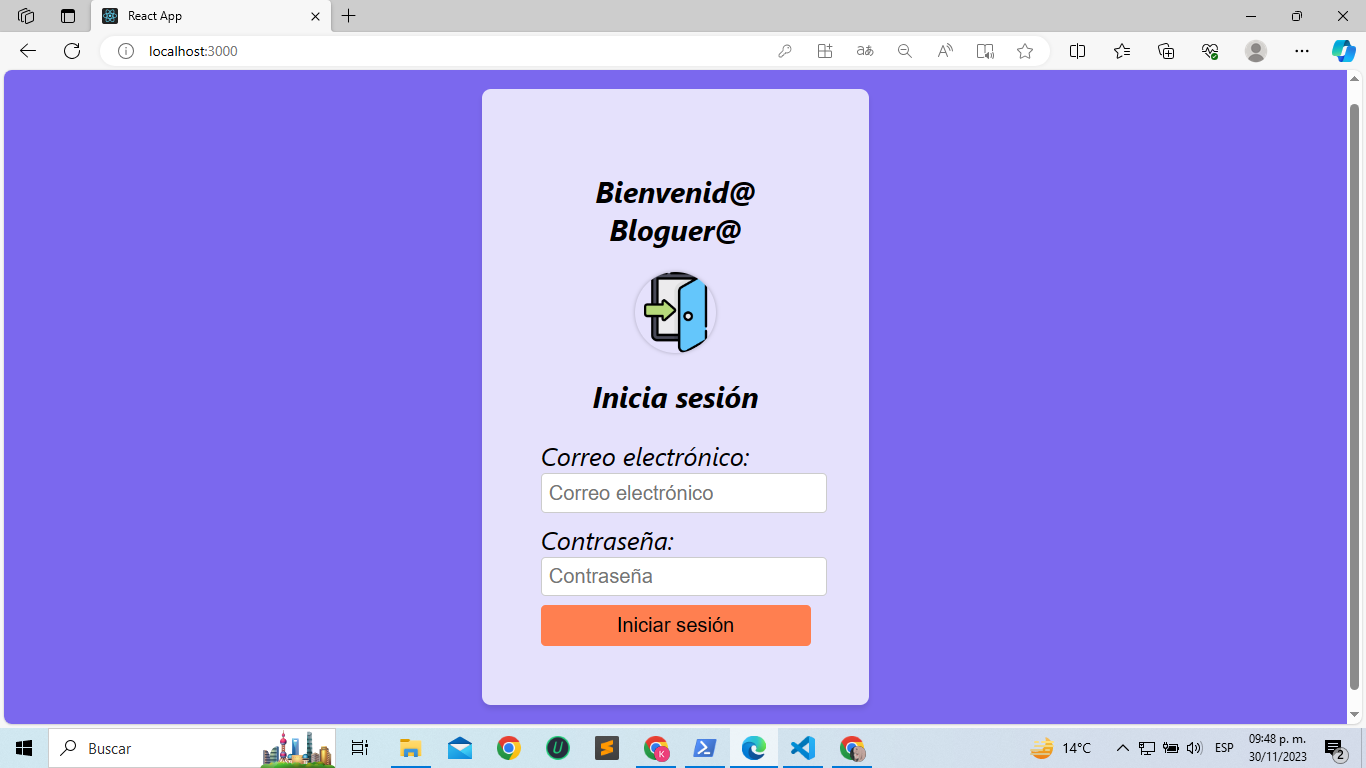 React App
localhost:3000
Bienvenid@
Bloguer@
Inicia sesión
Correo electrónico:
Correo electrónico
Contraseña:
Contraseña
Iniciar sesión
Buscar
K
14°C
ESP
09:48 p. m.
30/11/2023
2